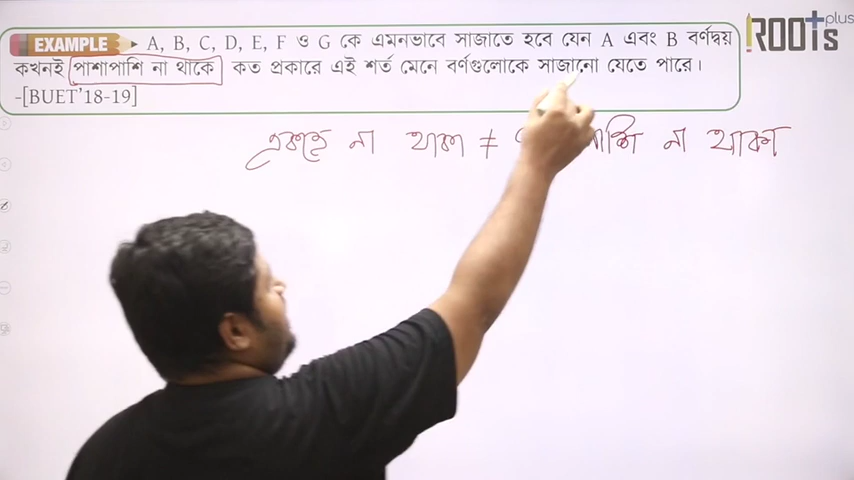 EXAMPLE A, B, C, D, E, F ও G কে এমনভাবে সাজাতে হবে যেন A এবং B বর্ণদ্বয়
কখনই পাশাপাশি না থাকে কত প্রকারে এই শর্ত মেনে বর্ণগুলোকে সাজানো যেতে পারে।
-[BUET'18-19]
ROOTs plus
একত্রে না থাকা ≠ না থাকা